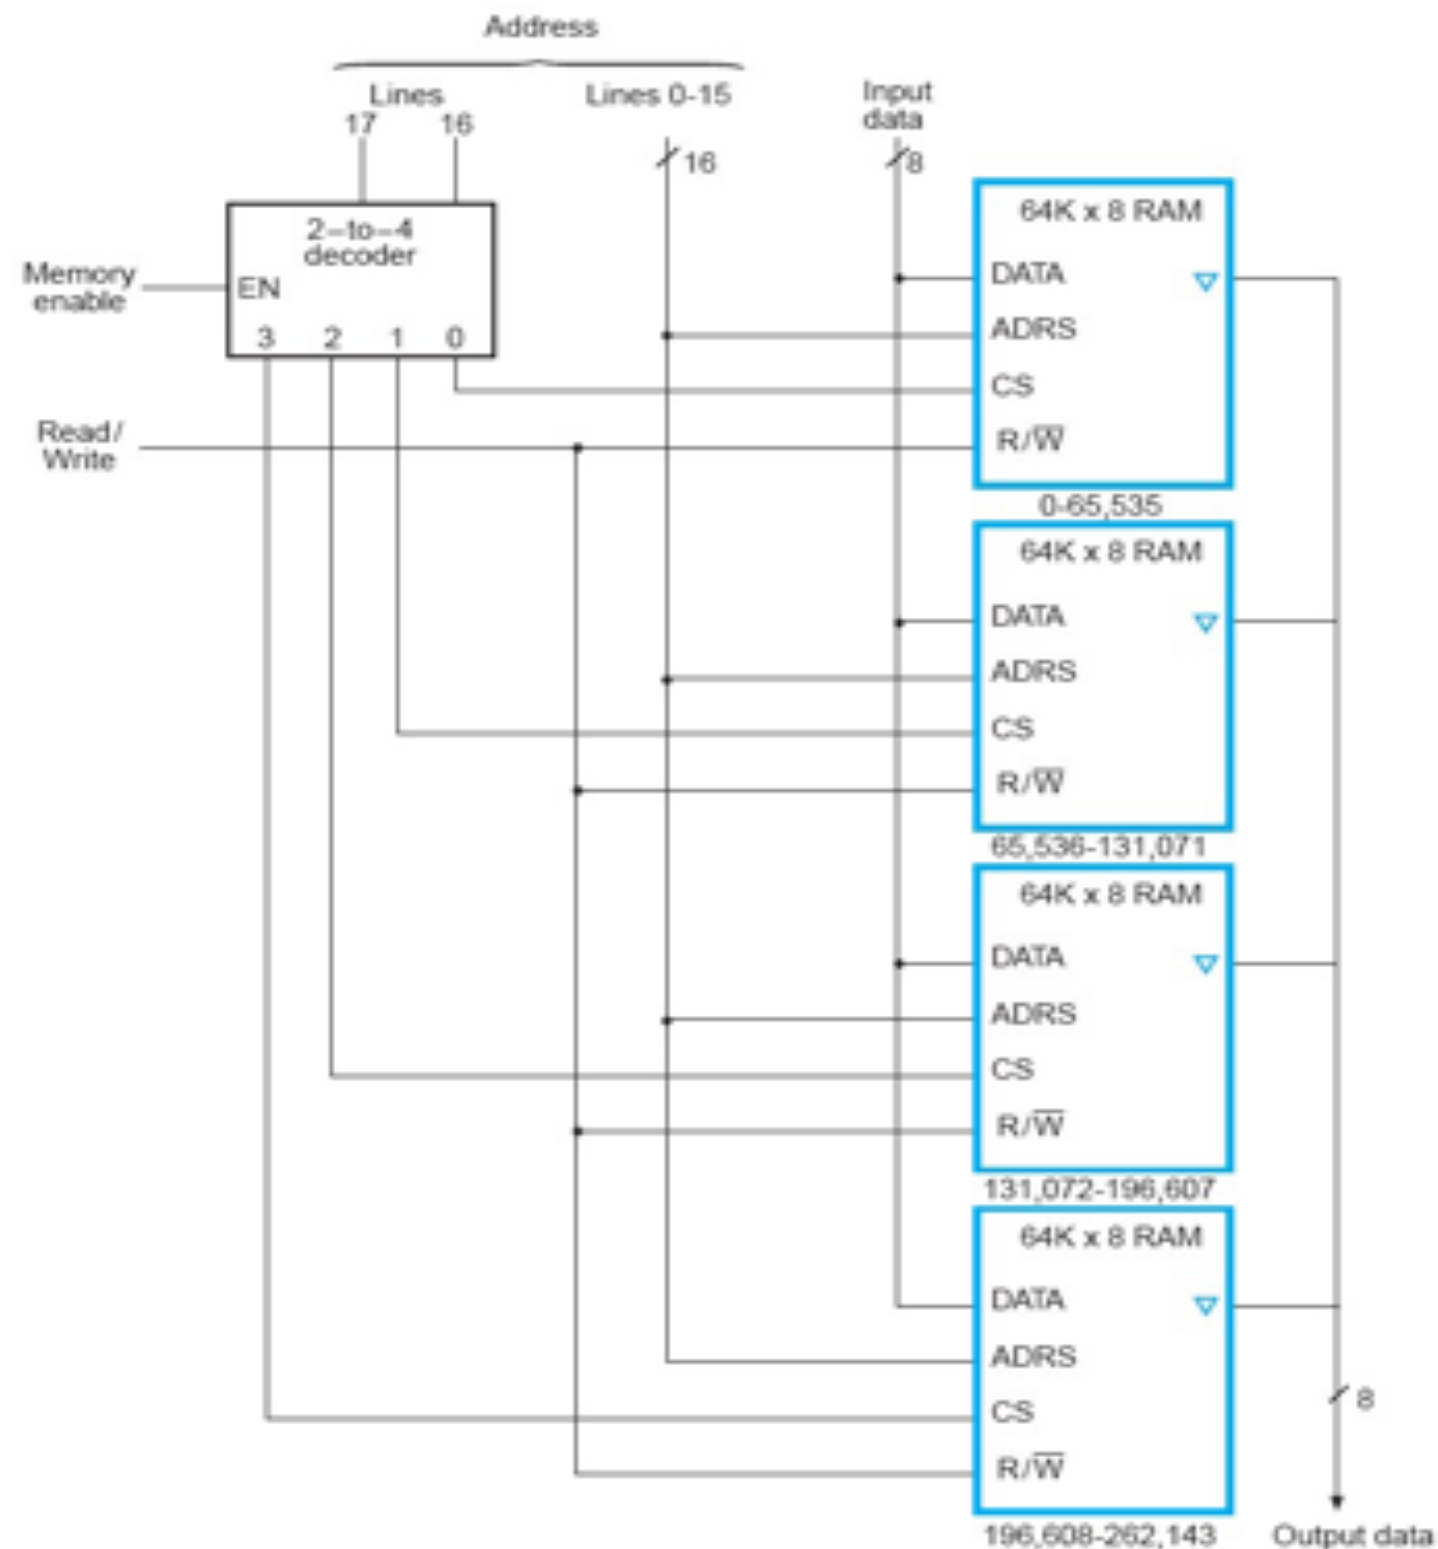 Address
Lines
Lines 0-15
17
16
16
Input
data
8
2-to-4
decoder
Memory
enable
EN
3 2 1 0
Read/
Write
64K x 8 RAM
DATA
ADRS
CS
R/W̅
0-65,535
64K x 8 RAM
DATA
ADRS
CS
R/W̅
65,536-131,071
64K x 8 RAM
DATA
ADRS
CS
R/W̅
131,072-196,607
64K x 8 RAM
DATA
ADRS
CS
R/W̅
196,608-262,143
8
Output data